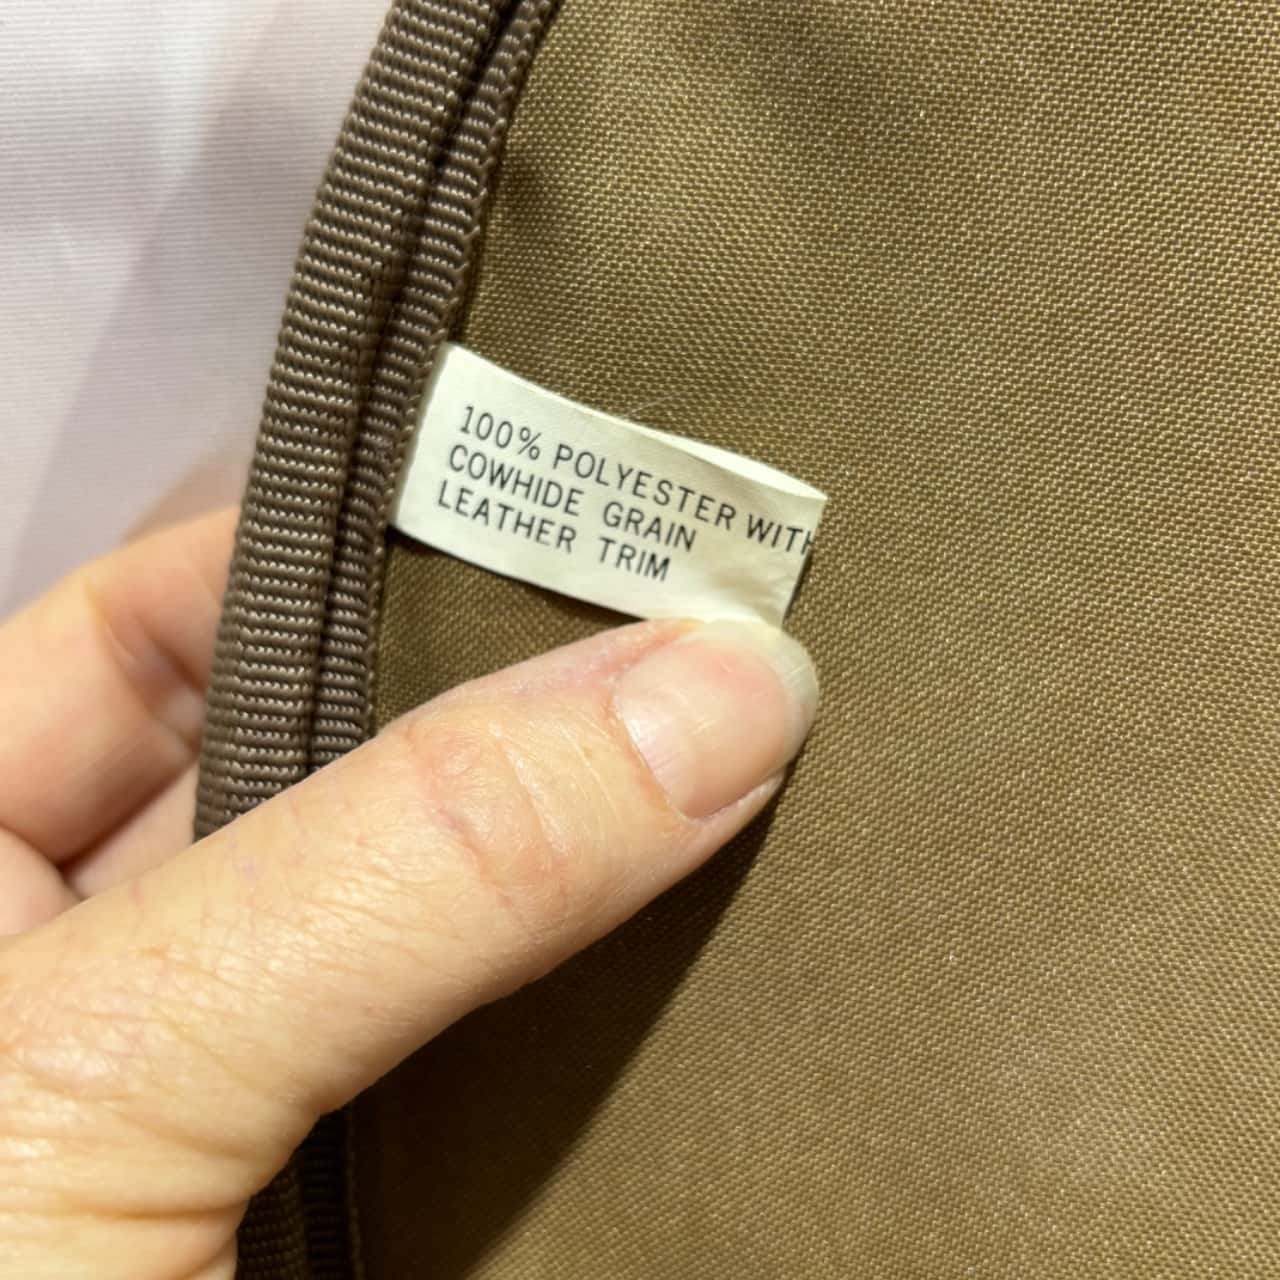 100% POLYESTER WITH
COWHIDE GRAIN
LEATHER TRIM